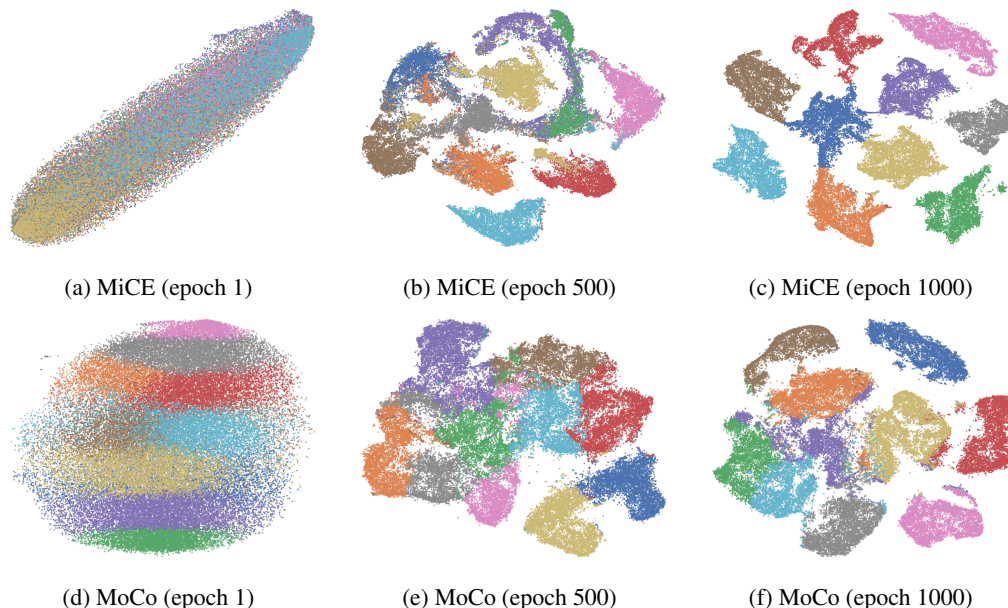 (a) MiCE (epoch 1)
(b) MiCE (epoch 500)
(c) MiCE (epoch 1000)
(d) MoCo (epoch 1)
(e) MoCo (epoch 500)
(f) MoCo (epoch 1000)